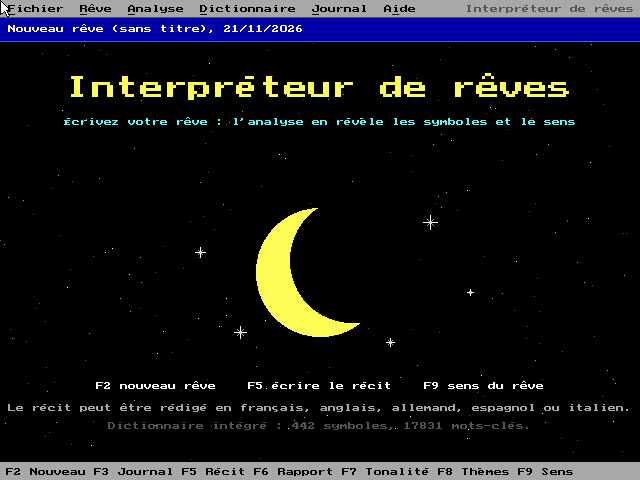 Fichier Rêve Analyse Dictionnaire Journal Aide Interpréteur de rêves
Nouveau rêve (sans titre), 21/11/2026
Interpréteur de rêves
Écrivez votre rêve : l'analyse en révèle les symboles et le sens
F2 nouveau rêve F5 écrire le récit F9 sens du rêve
Le récit peut être rédigé en français, anglais, allemand, espagnol ou italien.
Dictionnaire intégré : 442 symboles, 17831 mots-clés.
F2 Nouveau F3 Journal F5 Récit F6 Rapport F7 Tonalité F8 Thèmes F9 Sens